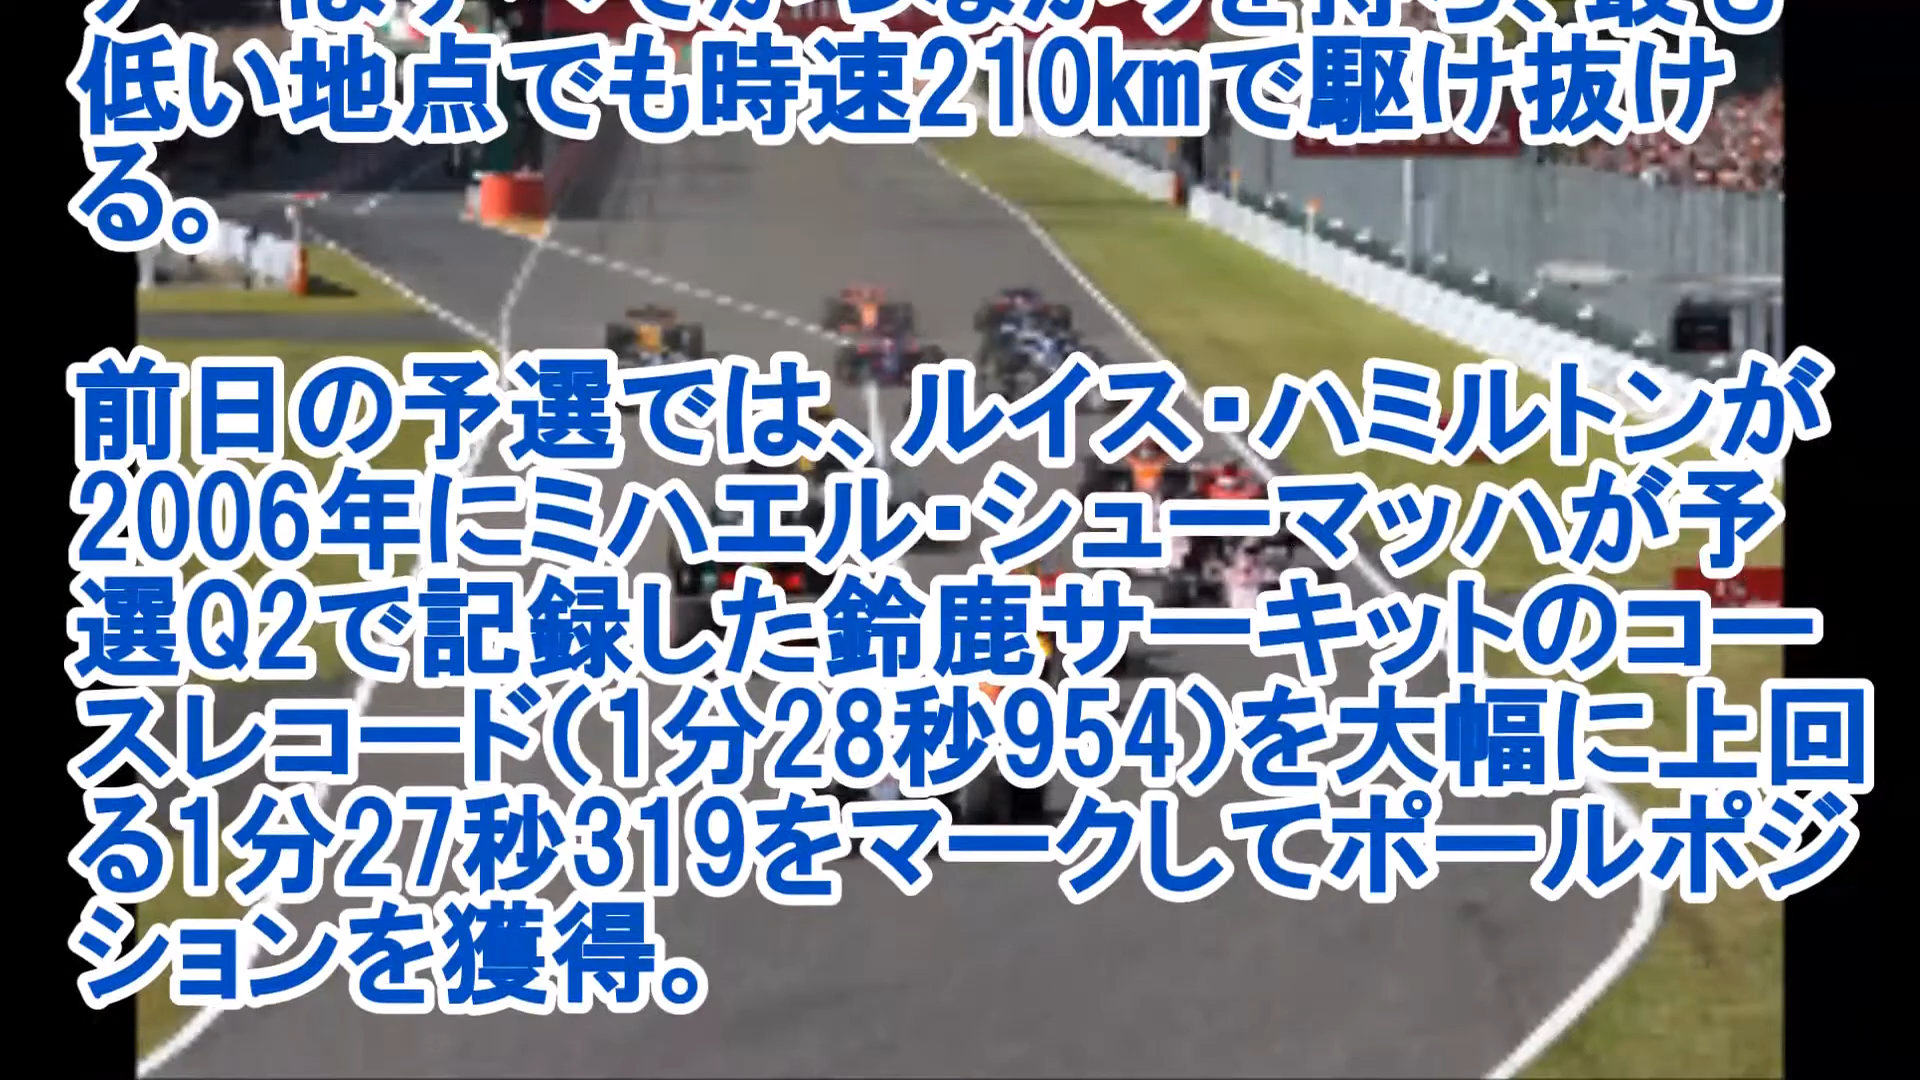 低い地点でも時速210kmで駆け抜け
る。
前日の予選では、ルイス・ハミルトンが
2006年にミハエル・シューマッハが予
選Q2で記録した鈴鹿サーキットのコー
スレコード(1分28秒954)を大幅に上回
る1分27秒319をマークしてポールポジ
ションを獲得。